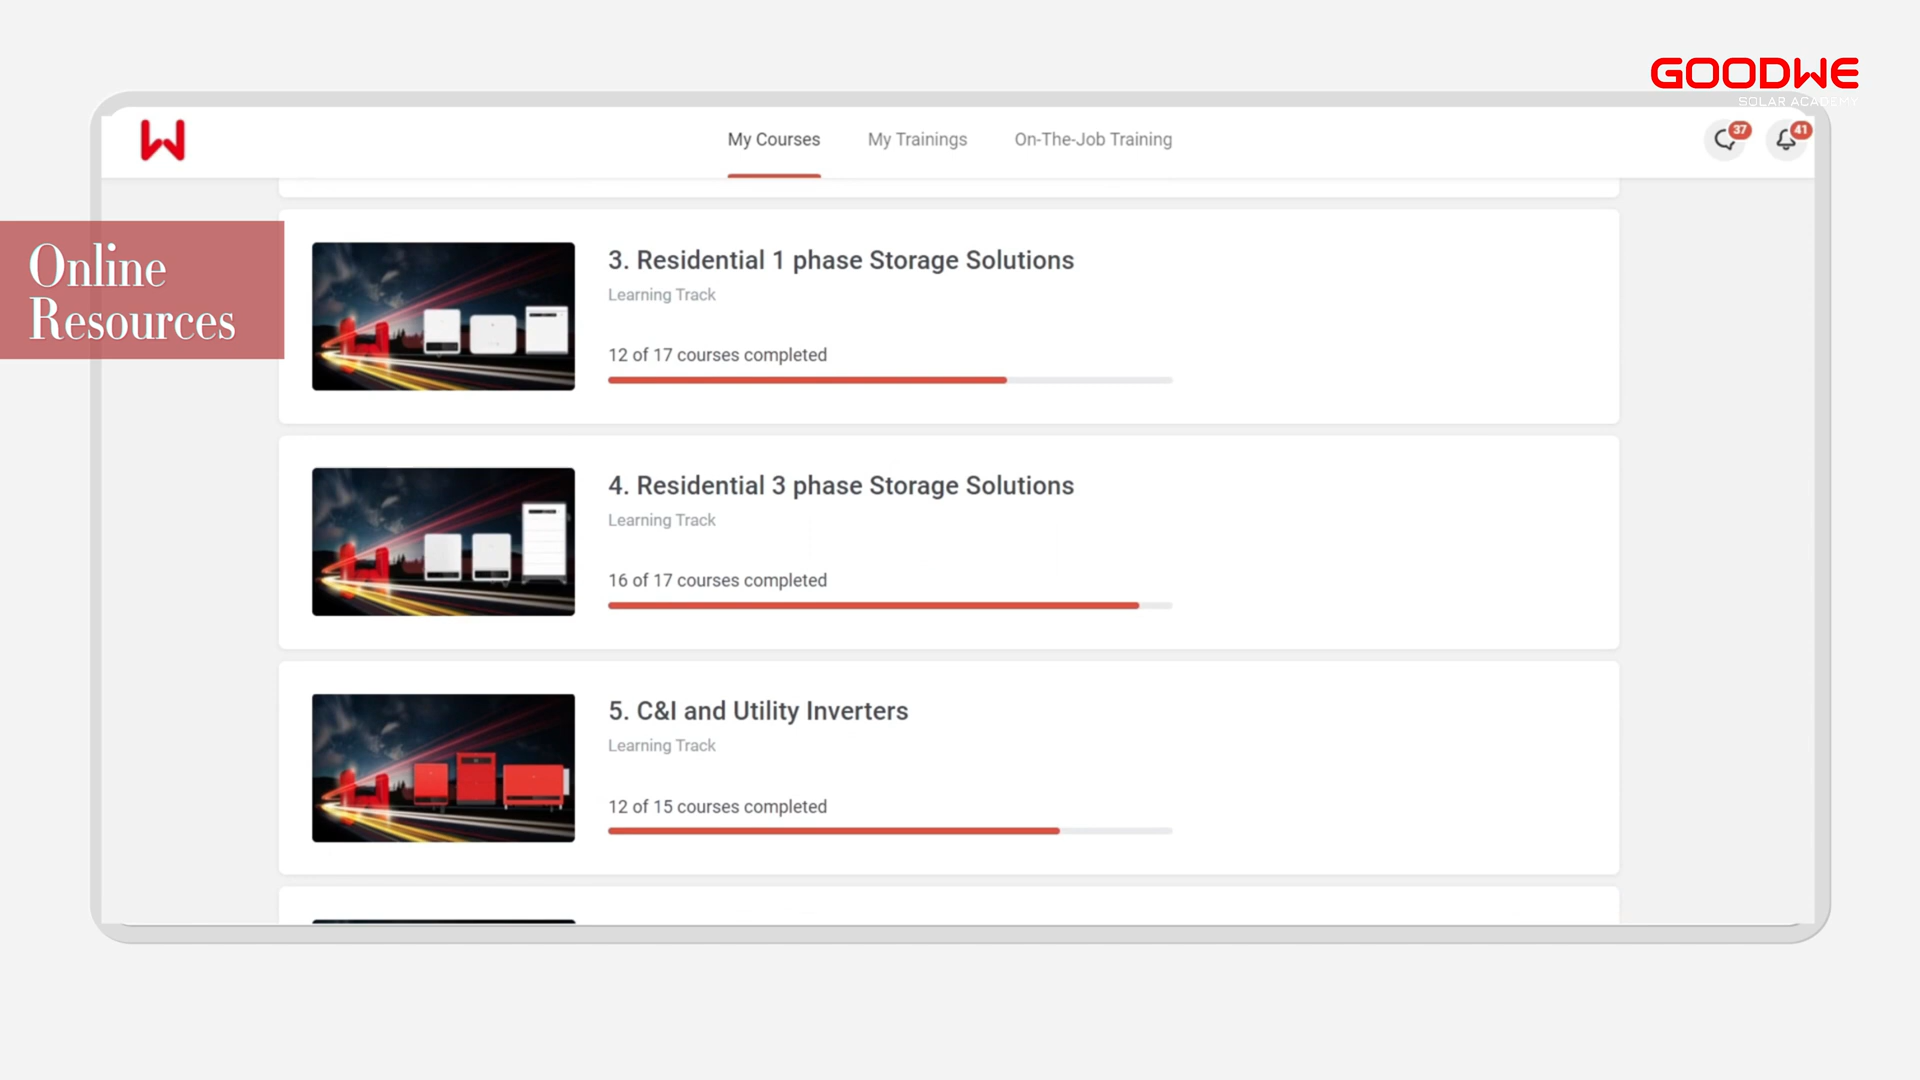 GOODWE
SOLAR ACADEMY
My Courses
My Trainings
On-The-Job Training
37
41
Online
Resources
3. Residential 1 phase Storage Solutions
Learning Track
12 of 17 courses completed
4. Residential 3 phase Storage Solutions
Learning Track
16 of 17 courses completed
5. C&I and Utility Inverters
Learning Track
12 of 15 courses completed